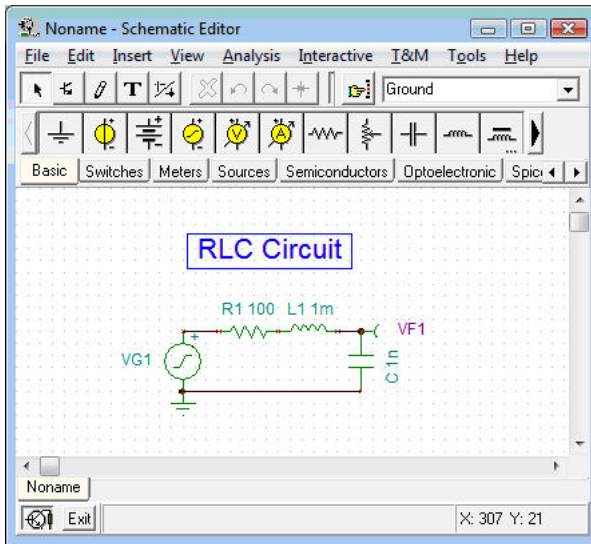 Noname - Schematic Editor
File Edit Insert View Analysis Interactive T&M Tools Help
T Ground
V A
Basic Switches Meters Sources Semiconductors Optoelectronic Spic
RLC Circuit
R1 100 L1 1m
+ VF1
VG1
C 1n
Noname
Exit X: 307 Y: 21